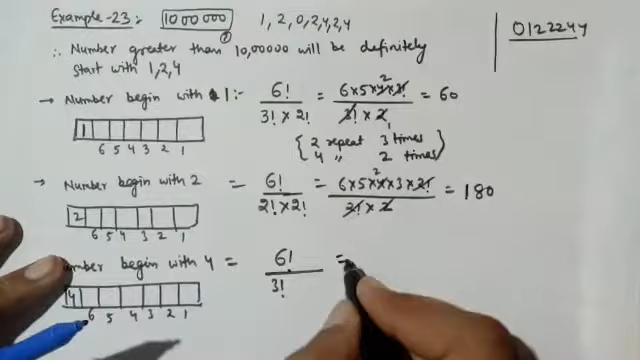 Example-23: 1000000 1, 2, 0, 2, 4, 2, 4
0122244
∴ Number greater than 10,00000 will be definitely
start with 1, 2, 4
→ Number begin with 1:- 6! / 3! × 2! = 6×5×4×3! / 3! × 2 = 60
1
6 5 4 3 2 1
{ 2 repeat 3 times
4 〃 2 times }
→ Number begin with 2 = 6! / 2! × 2! = 6×5×4×3×2! / 2! × 2 = 180
2
6 5 4 3 2 1
Number begin with 4 = 6! / 3! =
4
6 5 4 3 2 1